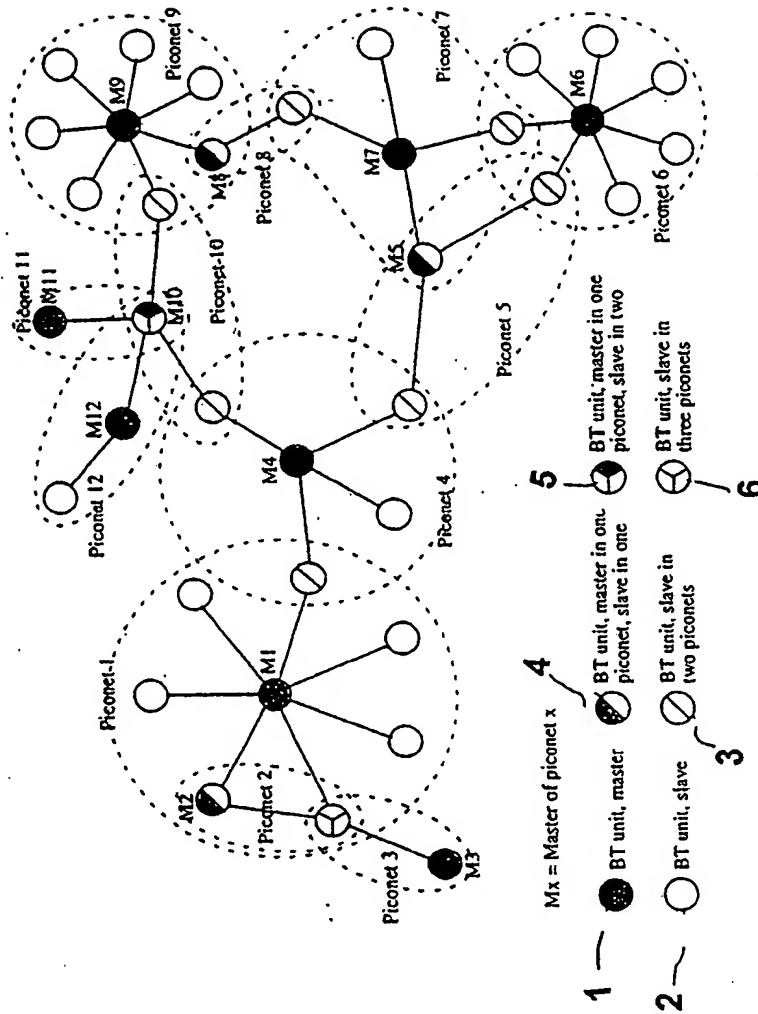 Piconet 9
M9
Piconet 11
M11
M10
Piconet-10
M8
Piconet 8
Piconet 7
M7
M12
Piconet 12
M5
M6
Piconet 6
Piconet 5
M4
Piconet 4
Piconet-1
M1
M2
Piconet 2
Piconet 3
M3
Mx = Master of piconet x
1
BT unit, master
4
BT unit, master in one
piconet, slave in one
5
BT unit, master in one
piconet, slave in two
2
BT unit, slave
3
BT unit, slave in
two piconets
6
BT unit, slave in
three piconets